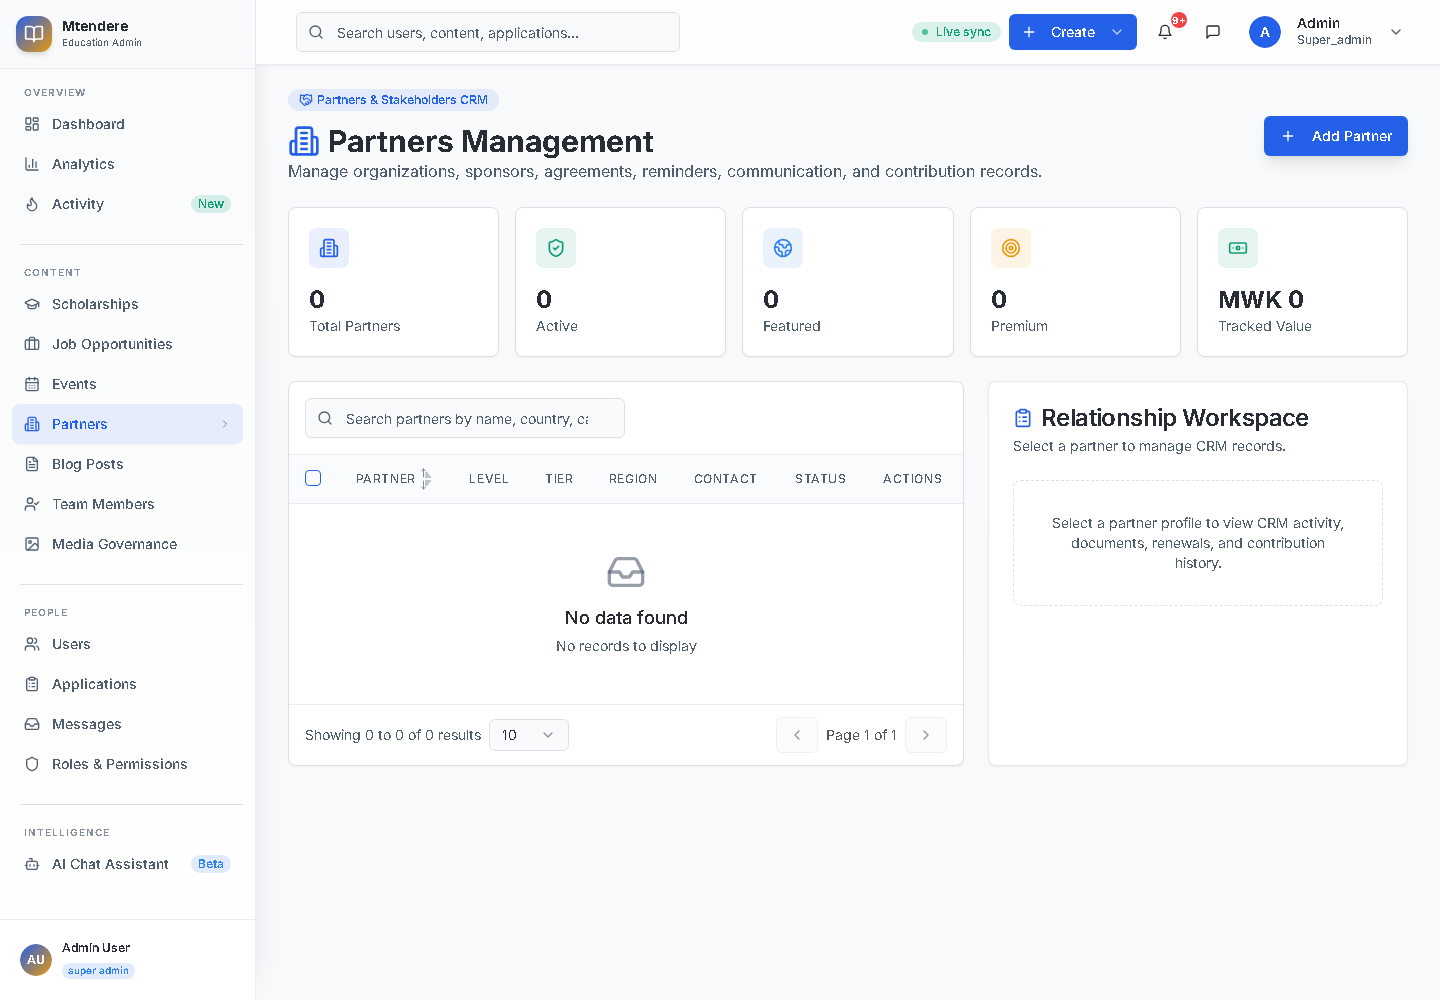 Mtendere
Education Admin
Search users, content, applications...
Live sync
Create
9+
A
Admin
Super_admin
OVERVIEW
Dashboard
Analytics
Activity
New
CONTENT
Scholarships
Job Opportunities
Events
Partners
Blog Posts
Team Members
Media Governance
PEOPLE
Users
Applications
Messages
Roles & Permissions
INTELLIGENCE
AI Chat Assistant
Beta
AU
Admin User
super admin
Partners & Stakeholders CRM
Partners Management
Manage organizations, sponsors, agreements, reminders, communication, and contribution records.
Add Partner
0
Total Partners
0
Active
0
Featured
0
Premium
MWK 0
Tracked Value
Search partners by name, country, ca
PARTNER LEVEL TIER REGION CONTACT STATUS ACTIONS
No data found
No records to display
Showing 0 to 0 of 0 results
10
Page 1 of 1
Relationship Workspace
Select a partner to manage CRM records.
Select a partner profile to view CRM activity,
documents, renewals, and contribution
history.